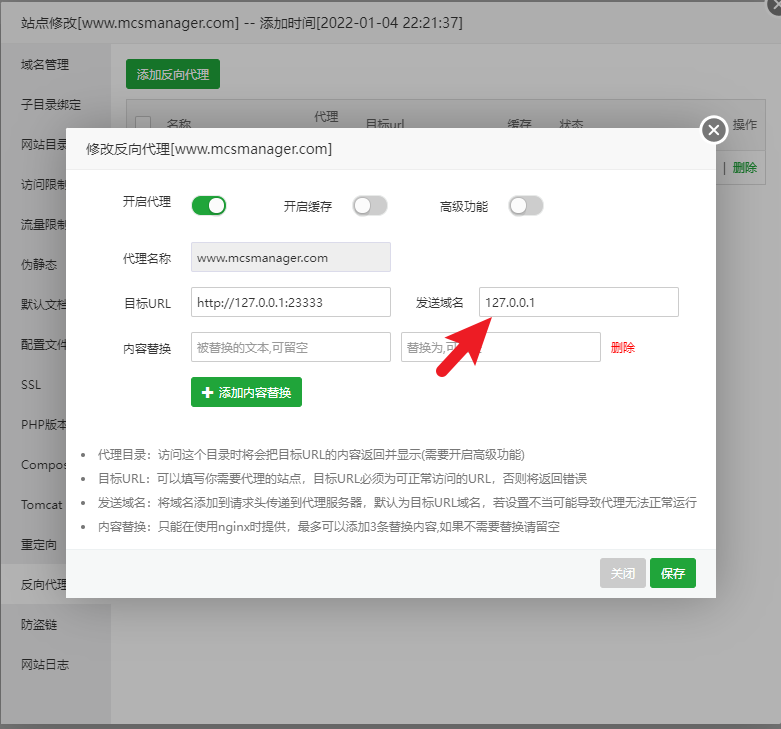 站点修改[www.mcsmanager.com] -- 添加时间[2022-01-04 22:21:37]
域名管理
子目录绑定
网站目录
访问限制
流量限制
伪静态
默认文档
配置文件
SSL
PHP版本
Compos
Tomcat
重定向
反向代理
防盗链
网站日志
添加反向代理
名称
代理
目标url
缓存
状态
操作
| 删除
修改反向代理[www.mcsmanager.com]
开启代理 开启缓存 高级功能
代理名称 www.mcsmanager.com
目标URL http://127.0.0.1:23333 发送域名 127.0.0.1
内容替换 被替换的文本,可留空 替换为,可 删除
添加内容替换
代理目录：访问这个目录时将会把目标URL的内容返回并显示(需要开启高级功能)
目标URL：可以填写你需要代理的站点，目标URL必须为可正常访问的URL，否则将返回错误
发送域名：将域名添加到请求头传递到代理服务器，默认为目标URL域名，若设置不当可能导致代理无法正常运行
内容替换：只能在使用nginx时提供，最多可以添加3条替换内容,如果不需要替换请留空
关闭 保存